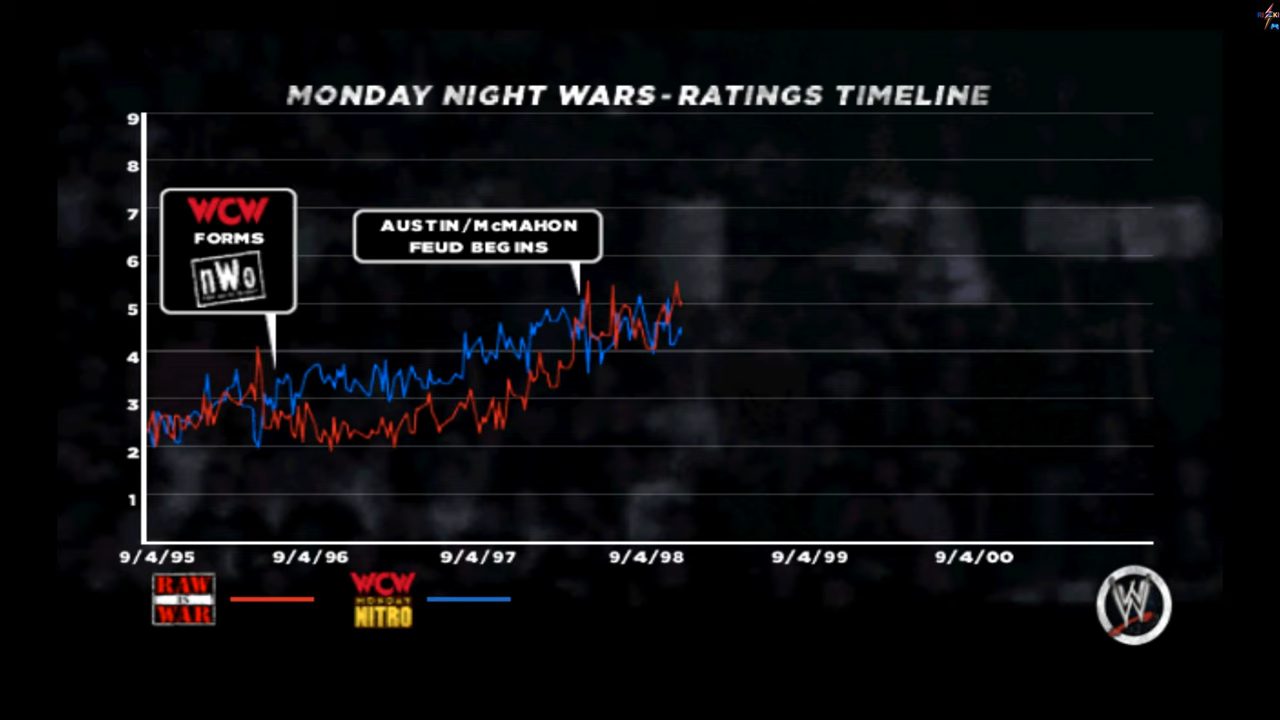 MONDAY NIGHT WARS - RATINGS TIMELINE
9
8
7
6
5
4
3
2
1
WCW
FORMS
nWo
AUSTIN/McMAHON
FEUD BEGINS
9/4/95 9/4/96 9/4/97 9/4/98 9/4/99 9/4/00
RAW
IS
WAR
WCW
MONDAY
NITRO
W